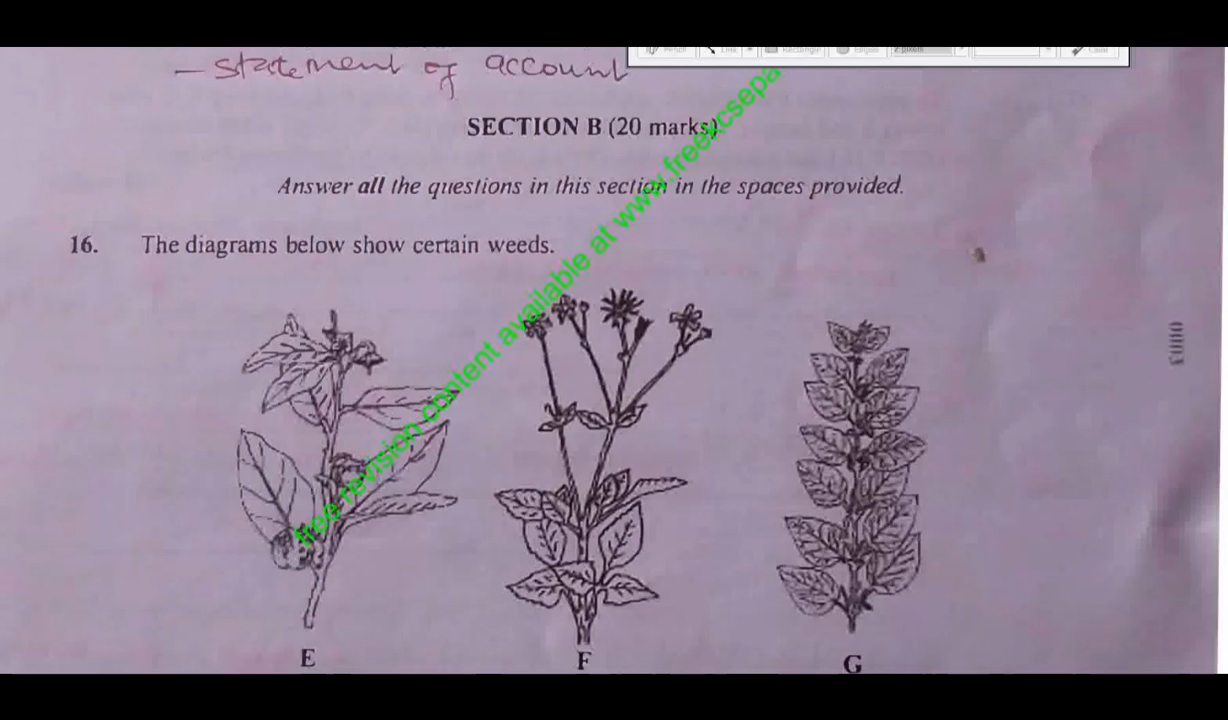 – statement of account
SECTION B (20 marks)
Answer all the questions in this section in the spaces provided.
16. The diagrams below show certain weeds.
free revision content available at www.freekcsepa
0003
E F G